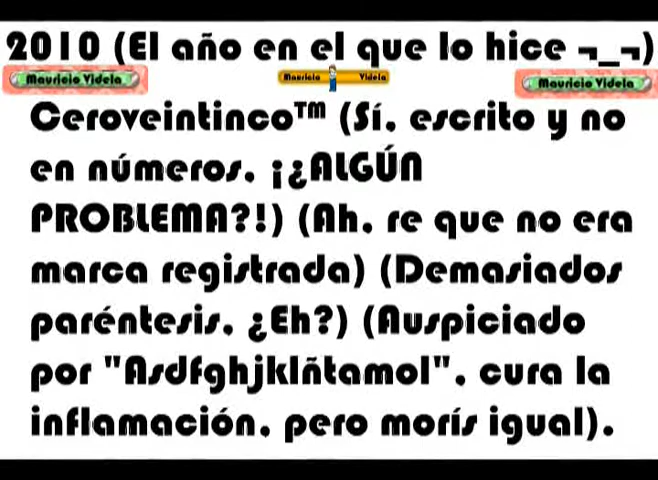 2010 (El año en el que lo hice ¬_¬)
Mauricio Videla
Mauricio Videla
Mauricio Videla
Ceroveintinco™ (Sí, escrito y no
en números, ¡¿ALGÚN
PROBLEMA?!) (Ah, re que no era
marca registrada) (Demasiados
paréntesis, ¿Eh?) (Auspiciado
por "Asdfghjklñtamol", cura la
inflamación, pero morís igual).